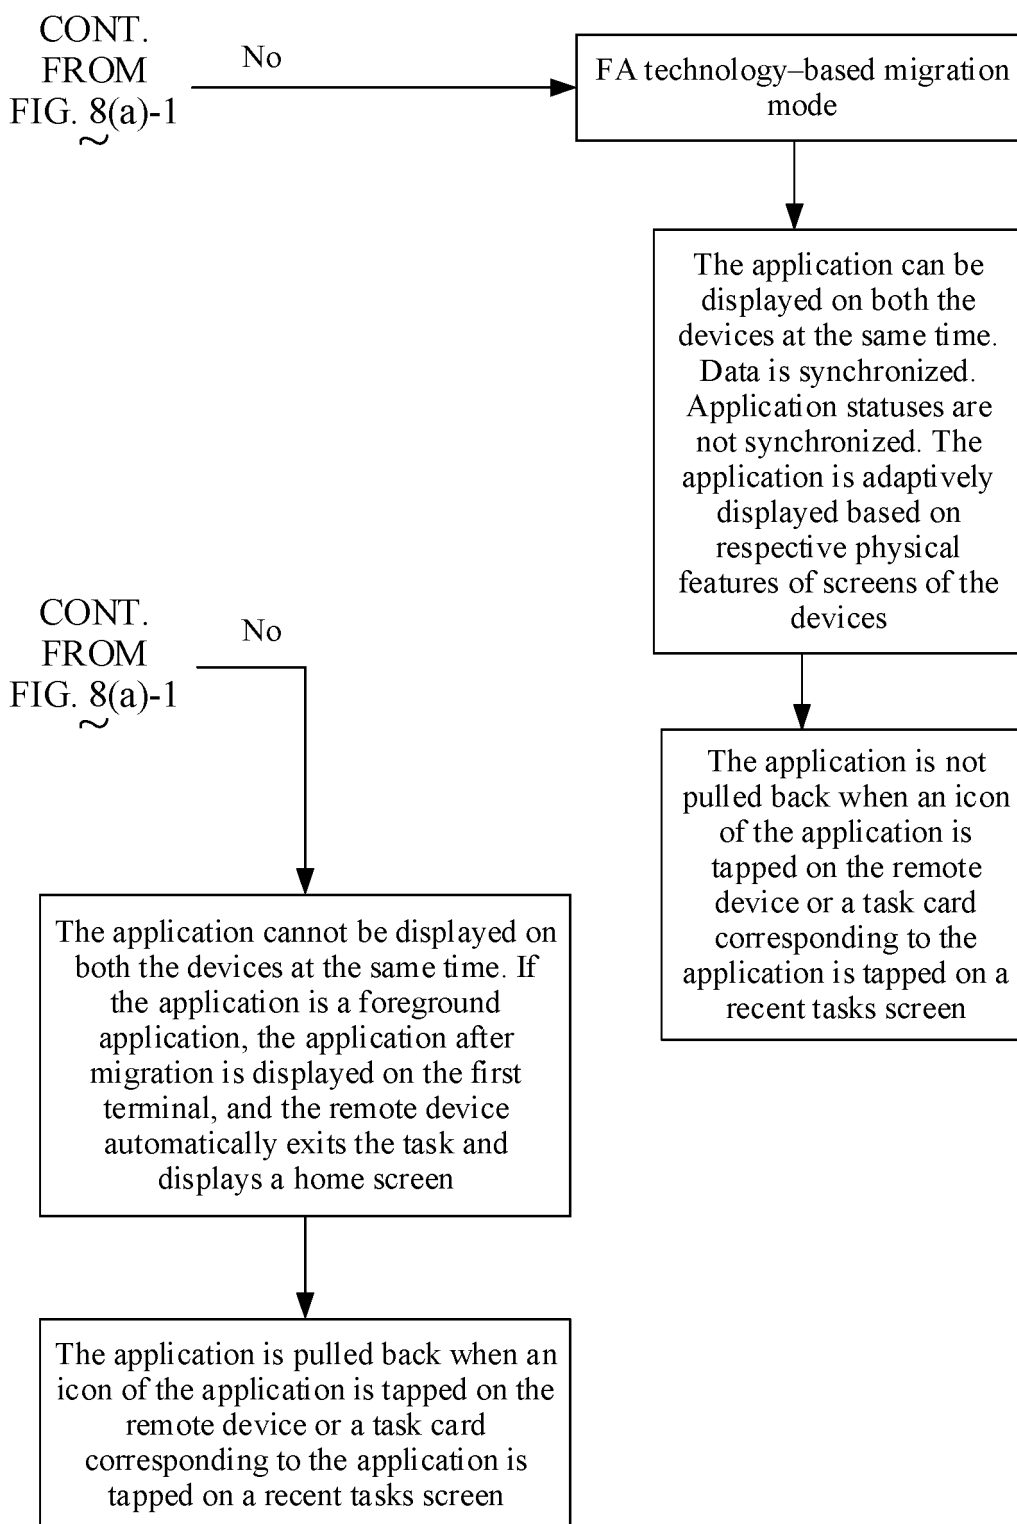 CONT.
FROM
FIG. 8(a)-1
No
FA technology–based migration
mode
The application can be
displayed on both the
devices at the same time.
Data is synchronized.
Application statuses are
not synchronized. The
application is adaptively
displayed based on
respective physical
features of screens of the
devices
CONT.
FROM
FIG. 8(a)-1
No
The application is not
pulled back when an icon
of the application is
tapped on the remote
device or a task card
corresponding to the
application is tapped on a
recent tasks screen
The application cannot be displayed on
both the devices at the same time. If
the application is a foreground
application, the application after
migration is displayed on the first
terminal, and the remote device
automatically exits the task and
displays a home screen
The application is pulled back when an
icon of the application is tapped on the
remote device or a task card
corresponding to the application is
tapped on a recent tasks screen